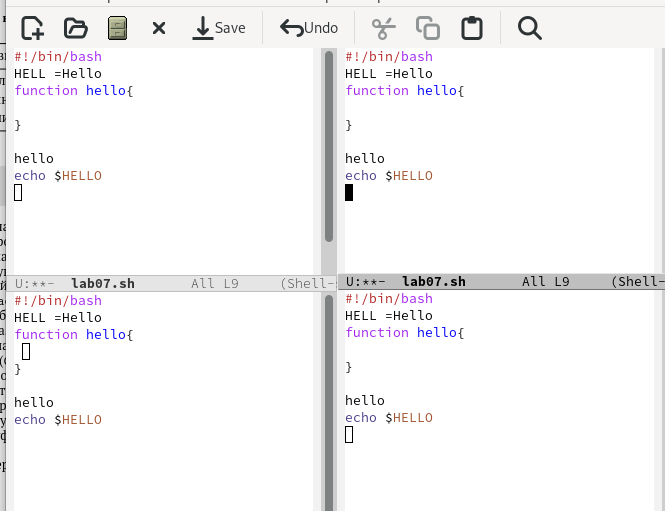 Save Undo
#!/bin/bash
HELL =Hello
function hello{
}
hello
echo $HELLO
U:**- lab07.sh All L9 (Shell-
#!/bin/bash
HELL =Hello
function hello{
}
hello
echo $HELLO
U:**- lab07.sh All L9 (Shell-
#!/bin/bash
HELL =Hello
function hello{
}
hello
echo $HELLO
#!/bin/bash
HELL =Hello
function hello{
}
hello
echo $HELLO